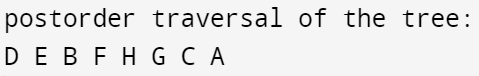 postorder traversal of the tree:
D E B F H G C A